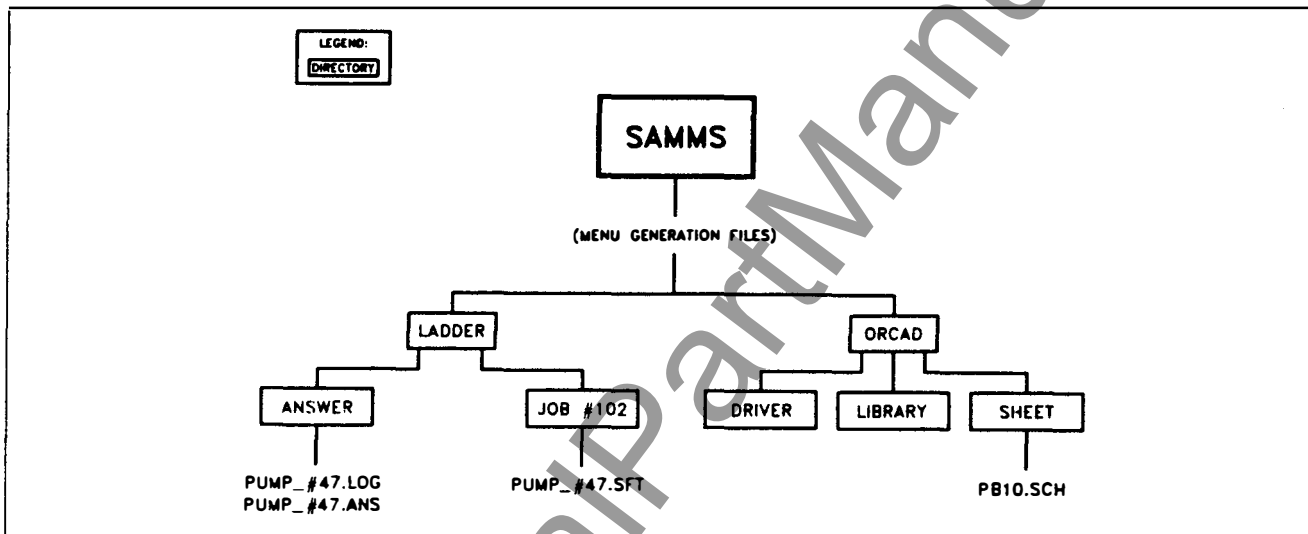 LEGEND:
DIRECTORY
SAMMS
(MENU GENERATION FILES)
LADDER
ORCAD
ANSWER
JOB #102
DRIVER
LIBRARY
SHEET
PUMP_#47.LOG
PUMP_#47.ANS
PUMP_#47.SFT
PB10.SCH
alPartManu